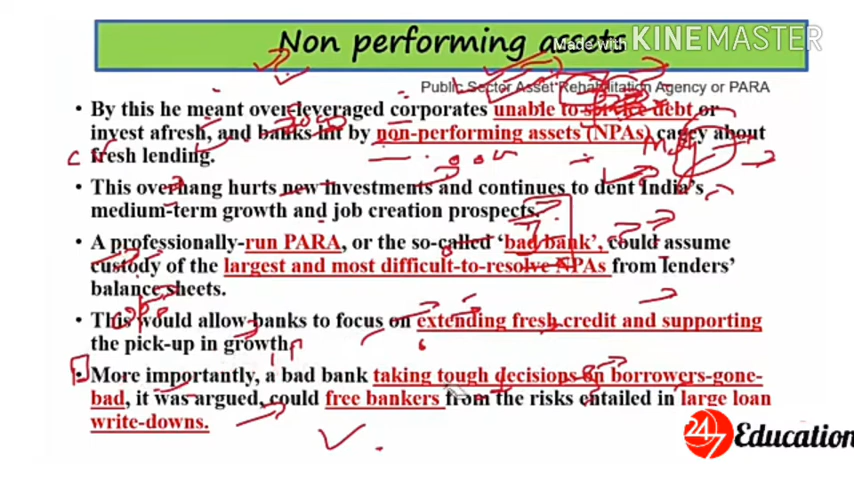 Non performing assets
Made with KINEMASTER
Public Sector Asset Rehabilitation Agency or PARA
• By this he meant over-leveraged corporates unable to service debt or
invest afresh, and banks hit by non-performing assets (NPAs) cagey about
fresh lending.
• This overhang hurts new investments and continues to dent India's
medium-term growth and job creation prospects.
• A professionally-run PARA, or the so-called 'bad bank', could assume
custody of the largest and most difficult-to-resolve NPAs from lenders'
balance sheets.
• This would allow banks to focus on extending fresh credit and supporting
the pick-up in growth.
• More importantly, a bad bank taking tough decisions on borrowers-gone-
bad, it was argued, could free bankers from the risks entailed in large loan
write-downs.
24/7 Education